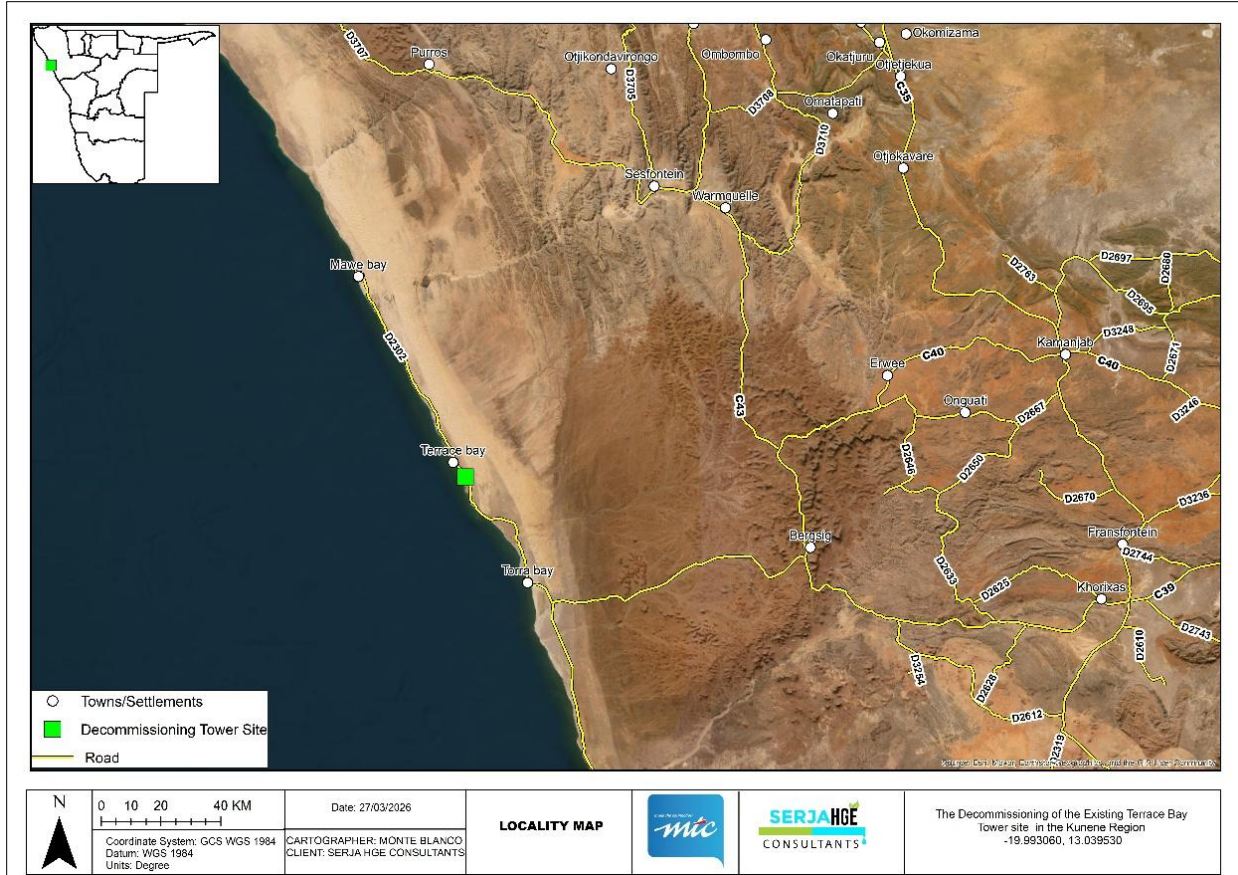 D3707
Purros
Otjikondavirongo
D3705
Ombombo
Okatjuru
Okomizama
Otjetjekua
C35
D3708
Omatapati
D3710
Otjokavare
Sesfontein
Warmquelle
Mawe bay
D2302
D2763
D2697
D2680
D2695
D3248
D2671
Kamanjab
C40
C40
Erwee
D3246
Onguati
D2667
C43
D2646
D2650
Terrace bay
D2670
D3236
Bergsig
Fransfontein
D2744
Torra bay
D2633
D2625
Khorixas
C39
D2743
D2610
D3254
D2628
D2612
D2319
Towns/Settlements
Decommissioning Tower Site
Road
N
0 10 20 40 KM
Coordinate System: GCS WGS 1984
Datum: WGS 1984
Units: Degree
Date: 27/03/2026
CARTOGRAPHER: MONTE BLANCO
CLIENT: SERJA HGE CONSULTANTS
LOCALITY MAP
mtc
SERJA HGE
CONSULTANTS
The Decommissioning of the Existing Terrace Bay
Tower site in the Kunene Region
-19.993060, 13.039530